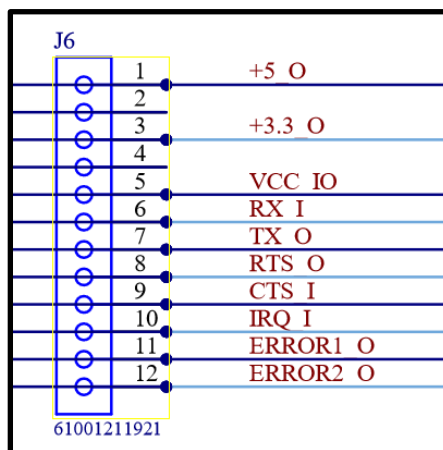 J6
1 +5_O
2
3 +3.3_O
4
5 VCC_IO
6 RX_I
7 TX_O
8 RTS_O
9 CTS_I
10 IRQ_I
11 ERROR1_O
12 ERROR2_O
61001211921